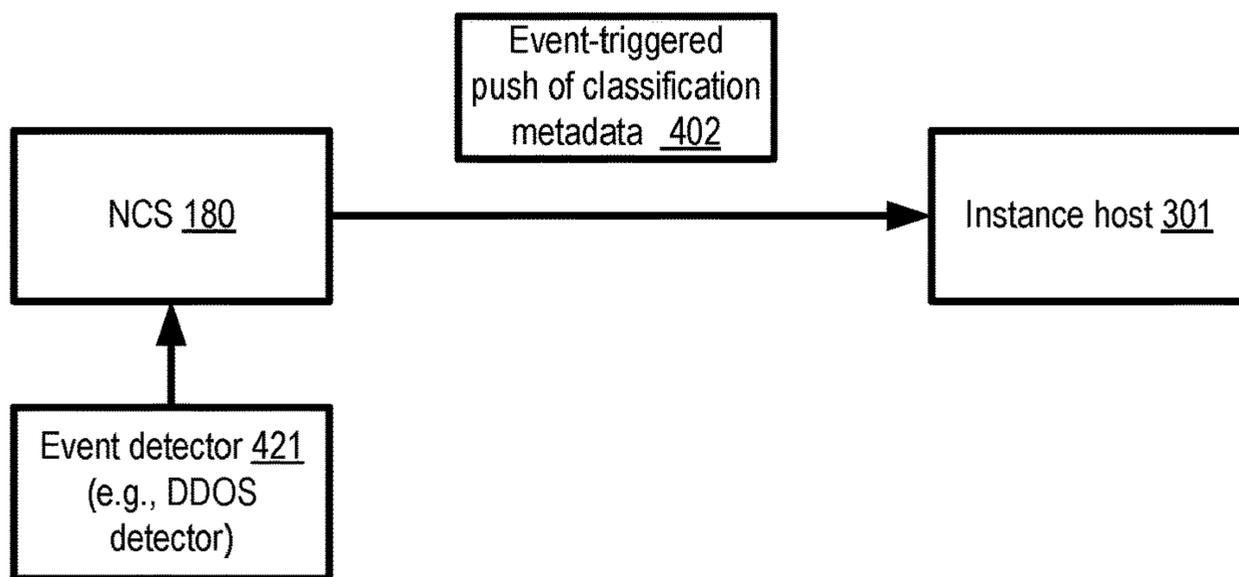 Event-triggered
push of classification
metadata 402
NCS 180
Instance host 301
Event detector 421
(e.g., DDOS
detector)